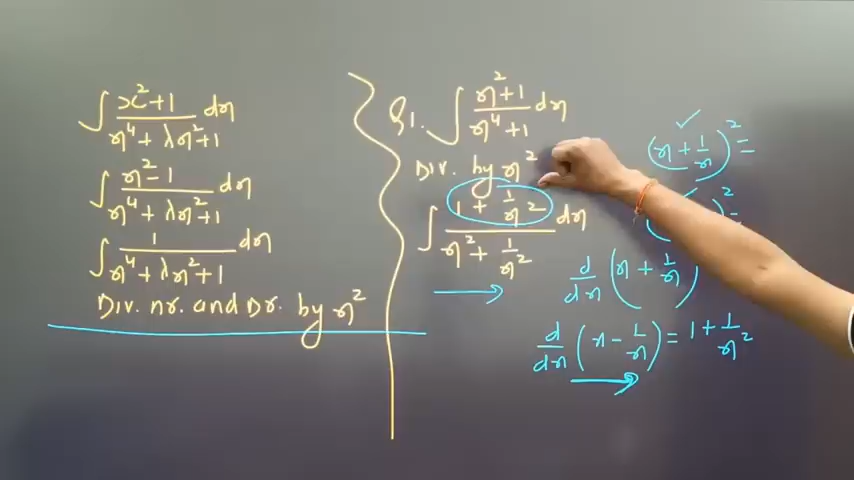 ∫ (x²+1)/(x⁴+λx²+1) dx
∫ (x²-1)/(x⁴+λx²+1) dx
∫ 1/(x⁴+λx²+1) dx
Div. nr. and Dr. by x²
Q1. ∫ (x²+1)/(x⁴+1) dx
Div. by x²
∫ (1+1/x²)/(x²+1/x²) dx
(x+1/x)² =
d/dx (x+1/x)
d/dx (x-1/x) = 1+1/x²